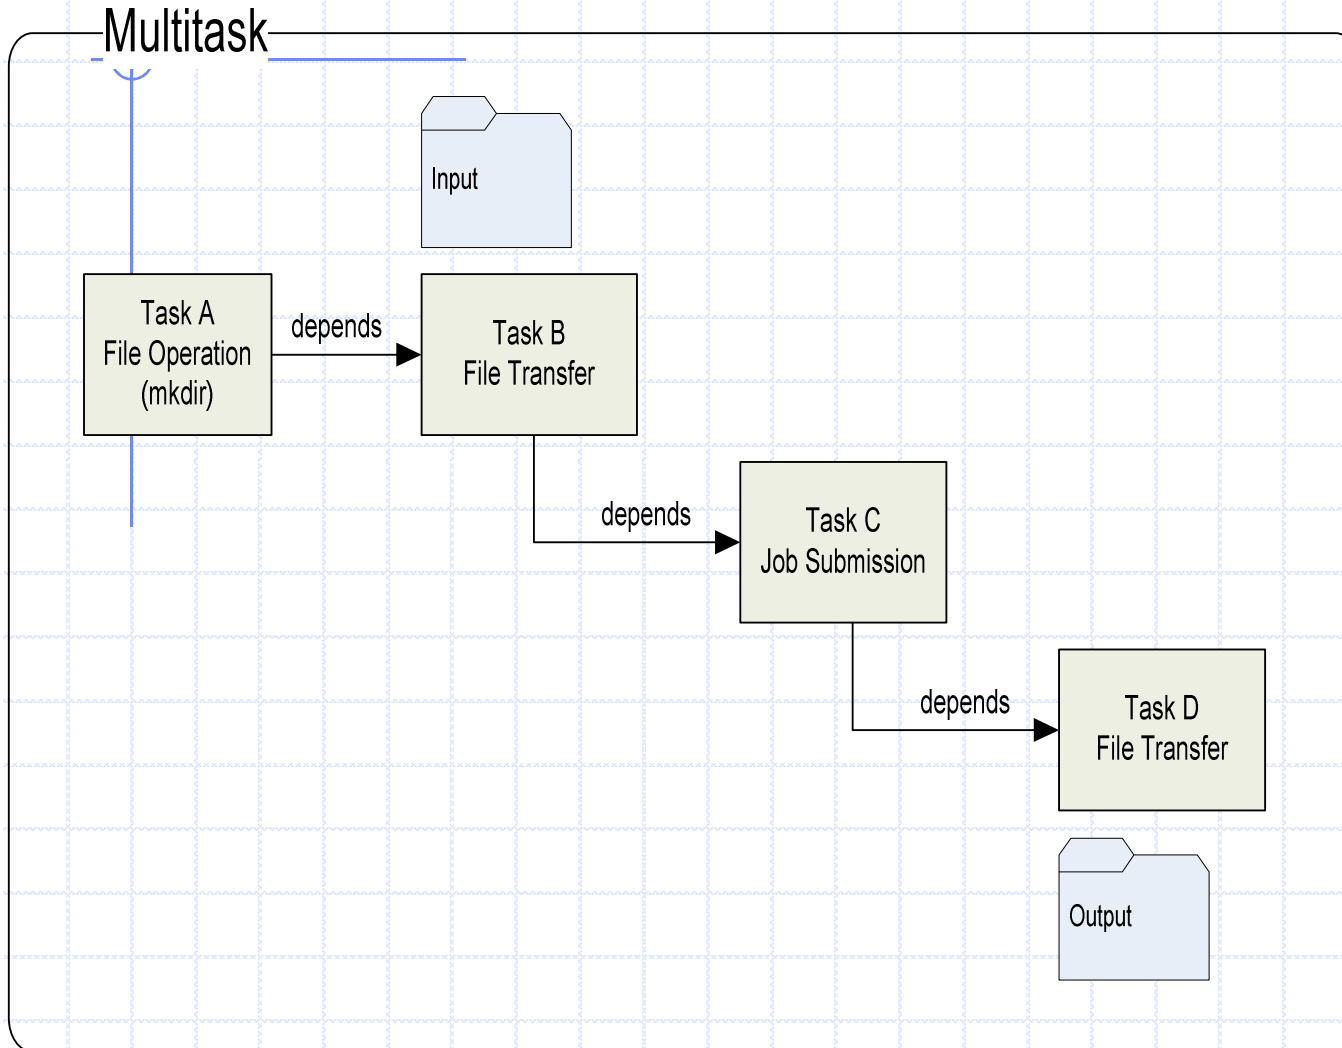 Multitask
Input
Task A
File Operation
(mkdir)
depends
Task B
File Transfer
depends
Task C
Job Submission
depends
Task D
File Transfer
Output